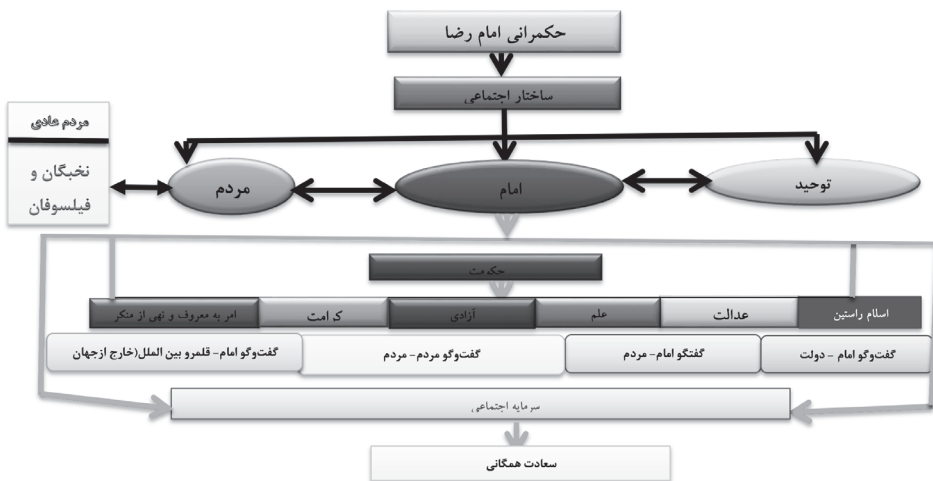 حکمرانی امام رضا
ساختار اجتماعی
مردم عادی
نخبگان و
فیلسوفان
توحید
امام
مردم
حکومت
اسلام راستین
عدالت
علم
آزادی
کرامت
امر به معروف و نهی از منکر
گفت‌وگو امام - دولت
گفتگو امام- مردم
گفت‌وگو مردم- مردم
گفت‌وگو امام- قلمرو بین الملل(خارج ازجهان
سرمایه اجتماعی
سعادت همگانی